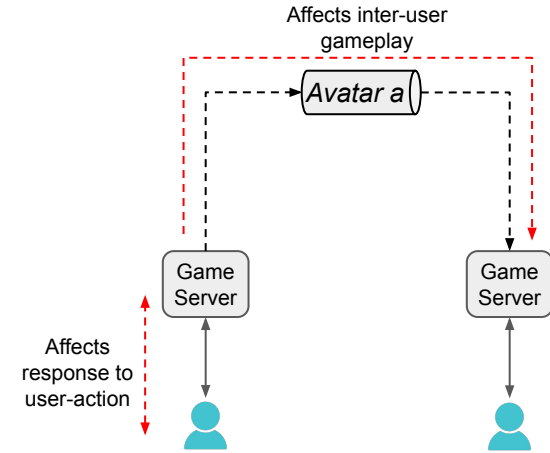 Affects inter-user
gameplay
Avatar a
Game
Server
Game
Server
Affects
response to
user-action